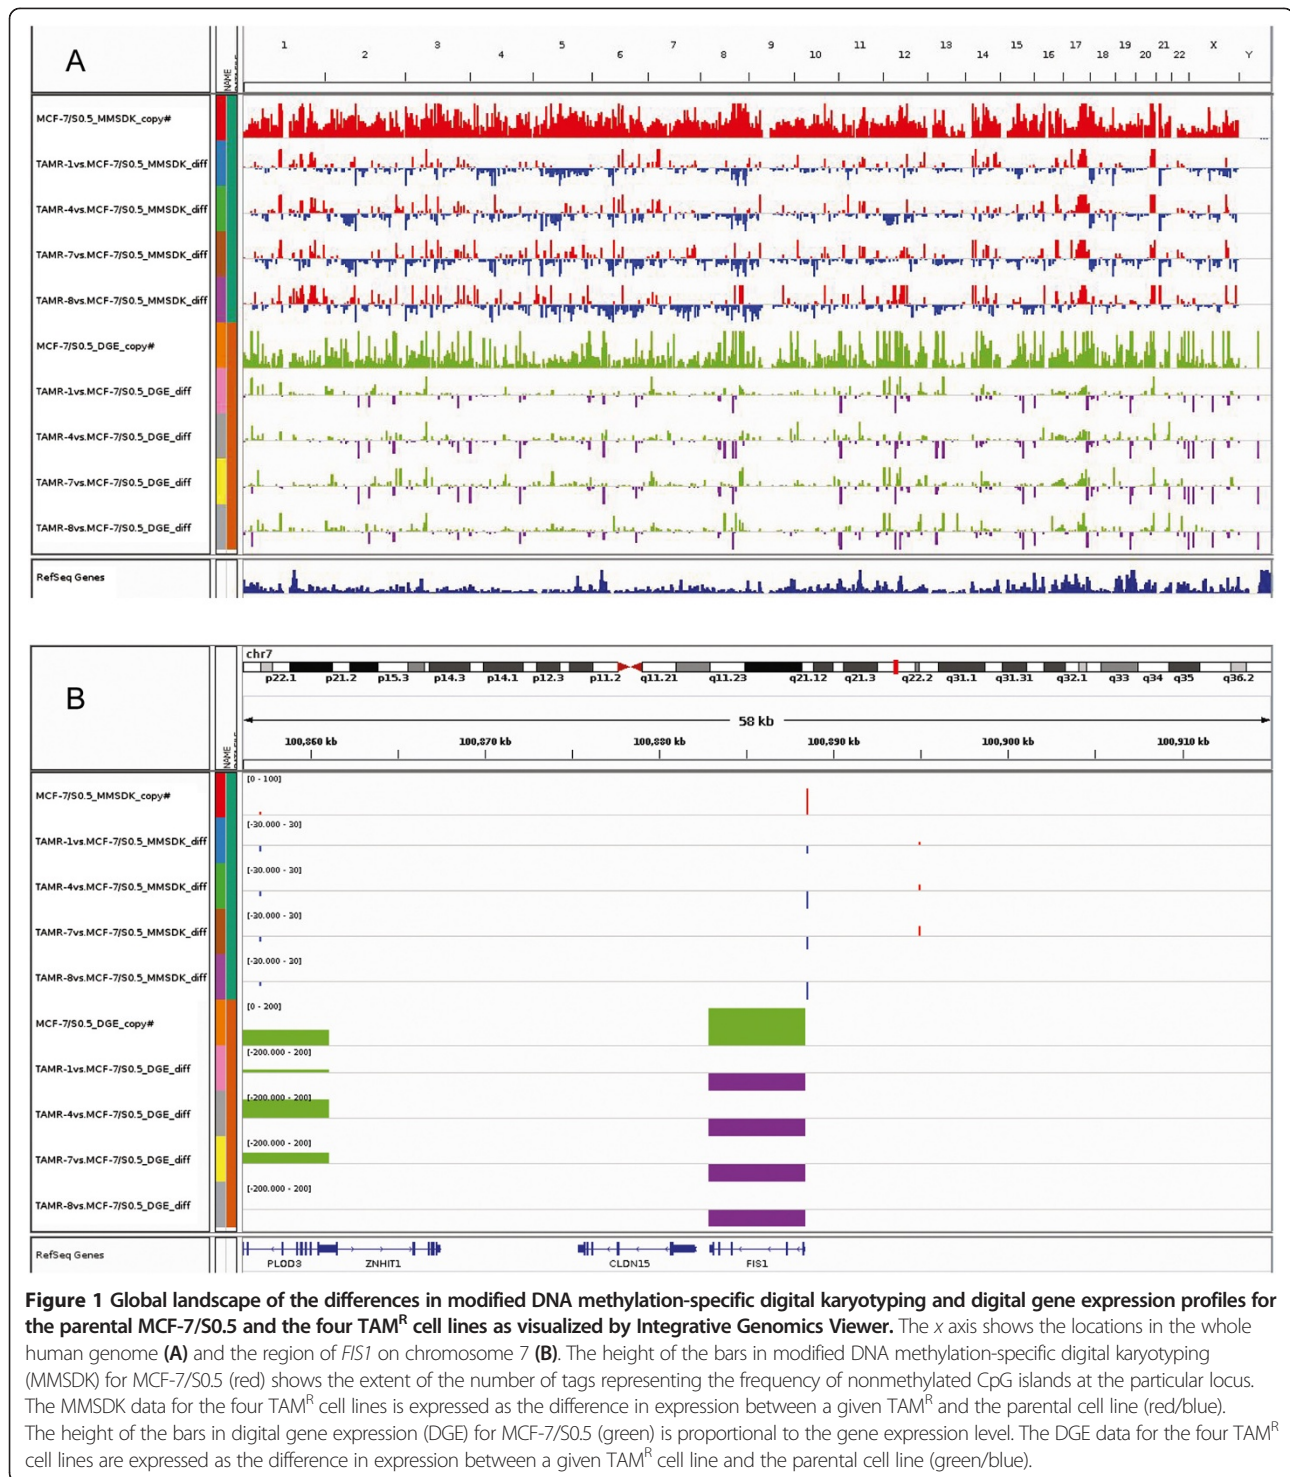 A
NAME
DATA FILE
1 2 3 4 5 6 7 8 9 10 11 12 13 14 15 16 17 18 19 20 21 22 X Y
MCF-7/S0.5_MMSDK_copy#
...
TAMR-1vs.MCF-7/S0.5_MMSDK_diff
TAMR-4vs.MCF-7/S0.5_MMSDK_diff
TAMR-7vs.MCF-7/S0.5_MMSDK_diff
TAMR-8vs.MCF-7/S0.5_MMSDK_diff
MCF-7/S0.5_DGE_copy#
TAMR-1vs.MCF-7/S0.5_DGE_diff
TAMR-4vs.MCF-7/S0.5_DGE_diff
TAMR-7vs.MCF-7/S0.5_DGE_diff
TAMR-8vs.MCF-7/S0.5_DGE_diff
RefSeq Genes
B
NAME
DATA FILE
chr7
p22.1 p21.2 p15.3 p14.3 p14.1 p12.3 p11.2 q11.21 q11.23 q21.12 q21.3 q22.2 q31.1 q31.31 q32.1 q33 q34 q35 q36.2
58 kb
100,860 kb 100,870 kb 100,880 kb 100,890 kb 100,900 kb 100,910 kb
[0 - 100]
MCF-7/S0.5_MMSDK_copy#
[-30.000 - 30]
TAMR-1vs.MCF-7/S0.5_MMSDK_diff
[-30.000 - 30]
TAMR-4vs.MCF-7/S0.5_MMSDK_diff
[-30.000 - 30]
TAMR-7vs.MCF-7/S0.5_MMSDK_diff
[-30.000 - 30]
TAMR-8vs.MCF-7/S0.5_MMSDK_diff
[0 - 200]
MCF-7/S0.5_DGE_copy#
[-200.000 - 200]
TAMR-1vs.MCF-7/S0.5_DGE_diff
[-200.000 - 200]
TAMR-4vs.MCF-7/S0.5_DGE_diff
[-200.000 - 200]
TAMR-7vs.MCF-7/S0.5_DGE_diff
[-200.000 - 200]
TAMR-8vs.MCF-7/S0.5_DGE_diff
RefSeq Genes
PLOD3 ZNHIT1 CLDN15 FIS1
Figure 1 Global landscape of the differences in modified DNA methylation-specific digital karyotyping and digital gene expression profiles for
the parental MCF-7/S0.5 and the four TAM^R cell lines as visualized by Integrative Genomics Viewer. The x axis shows the locations in the whole
human genome (A) and the region of FIS1 on chromosome 7 (B). The height of the bars in modified DNA methylation-specific digital karyotyping
(MMSDK) for MCF-7/S0.5 (red) shows the extent of the number of tags representing the frequency of nonmethylated CpG islands at the particular locus.
The MMSDK data for the four TAM^R cell lines is expressed as the difference in expression between a given TAM^R and the parental cell line (red/blue).
The height of the bars in digital gene expression (DGE) for MCF-7/S0.5 (green) is proportional to the gene expression level. The DGE data for the four TAM^R
cell lines are expressed as the difference in expression between a given TAM^R cell line and the parental cell line (green/blue).